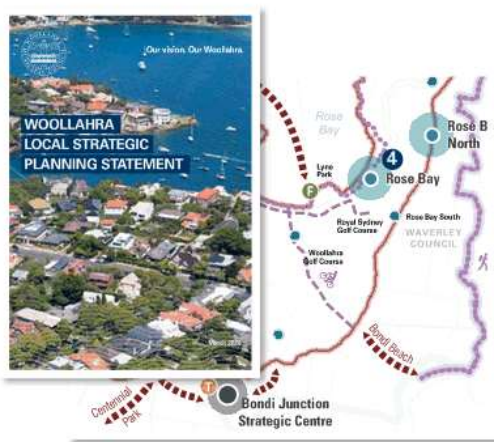 Our vision. Our Woollahra.
WOOLLAHRA
LOCAL STRATEGIC
PLANNING STATEMENT
Rose
Bay
Rose B
North
4
Rose Bay
Lyne
Park
F
Royal Sydney
Golf Course
Rose Bay South
WAVERLEY
COUNCIL
Woollahra
Golf Course
Bondi Beach
Centennial
Park
T
Bondi Junction
Strategic Centre